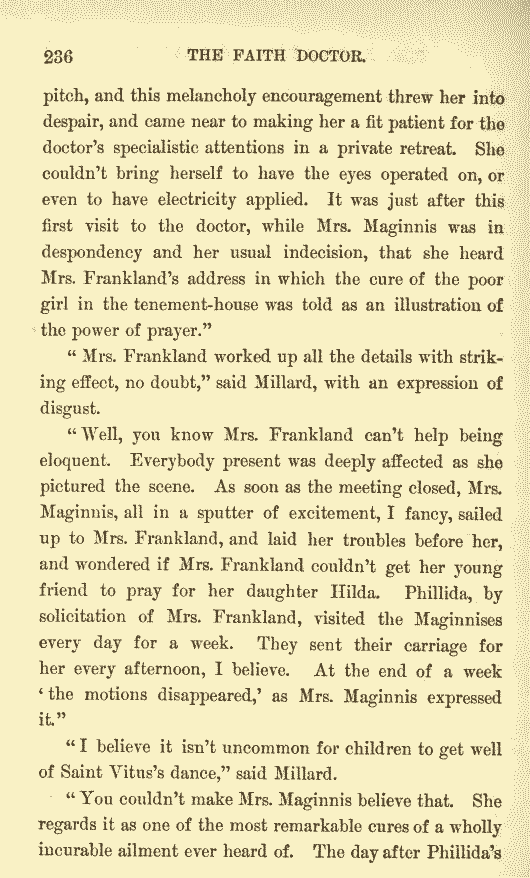 236 THE FAITH DOCTOR.
pitch, and this melancholy encouragement threw her into
despair, and came near to making her a fit patient for the
doctor's specialistic attentions in a private retreat. She
couldn't bring herself to have the eyes operated on, or
even to have electricity applied. It was just after this
first visit to the doctor, while Mrs. Maginnis was in
despondency and her usual indecision, that she heard
Mrs. Frankland's address in which the cure of the poor
girl in the tenement-house was told as an illustration of
the power of prayer."
"Mrs. Frankland worked up all the details with strik-
ing effect, no doubt," said Millard, with an expression of
disgust.
"Well, you know Mrs. Frankland can't help being
eloquent. Everybody present was deeply affected as she
pictured the scene. As soon as the meeting closed, Mrs.
Maginnis, all in a sputter of excitement, I fancy, sailed
up to Mrs. Frankland, and laid her troubles before her,
and wondered if Mrs. Frankland couldn't get her young
friend to pray for her daughter Hilda. Phillida, by
solicitation of Mrs. Frankland, visited the Maginnises
every day for a week. They sent their carriage for
her every afternoon, I believe. At the end of a week
'the motions disappeared,' as Mrs. Maginnis expressed
it."
"I believe it isn't uncommon for children to get well
of Saint Vitus's dance," said Millard.
"You couldn't make Mrs. Maginnis believe that. She
regards it as one of the most remarkable cures of a wholly
incurable ailment ever heard of. The day after Phillida's